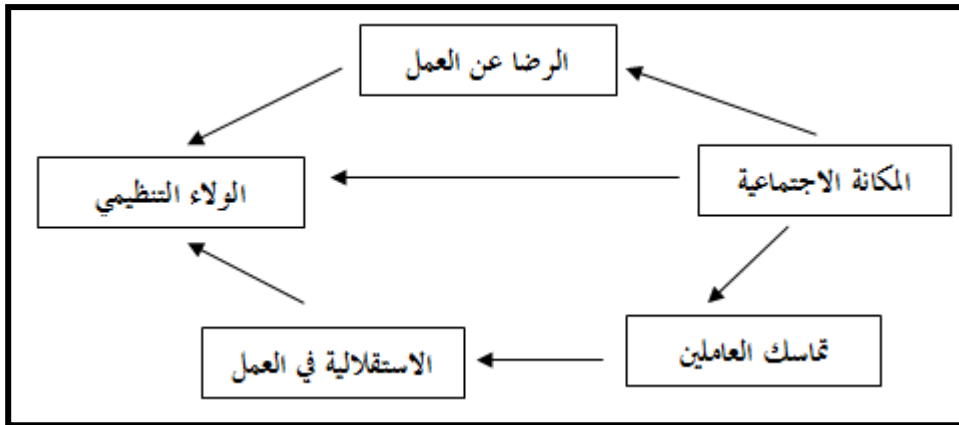 الرضا عن العمل
المكانة الاجتماعية
الولاء التنظيمي
تماسك العاملين
الاستقلالية في العمل